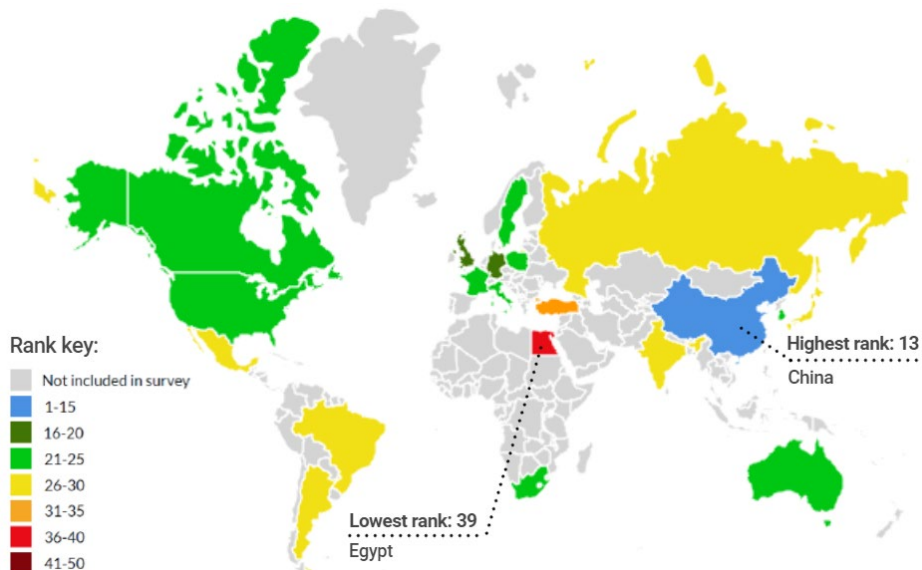 Rank key:
Not included in survey
1-15
16-20
21-25
26-30
31-35
36-40
41-50
Highest rank: 13
China
Lowest rank: 39
Egypt